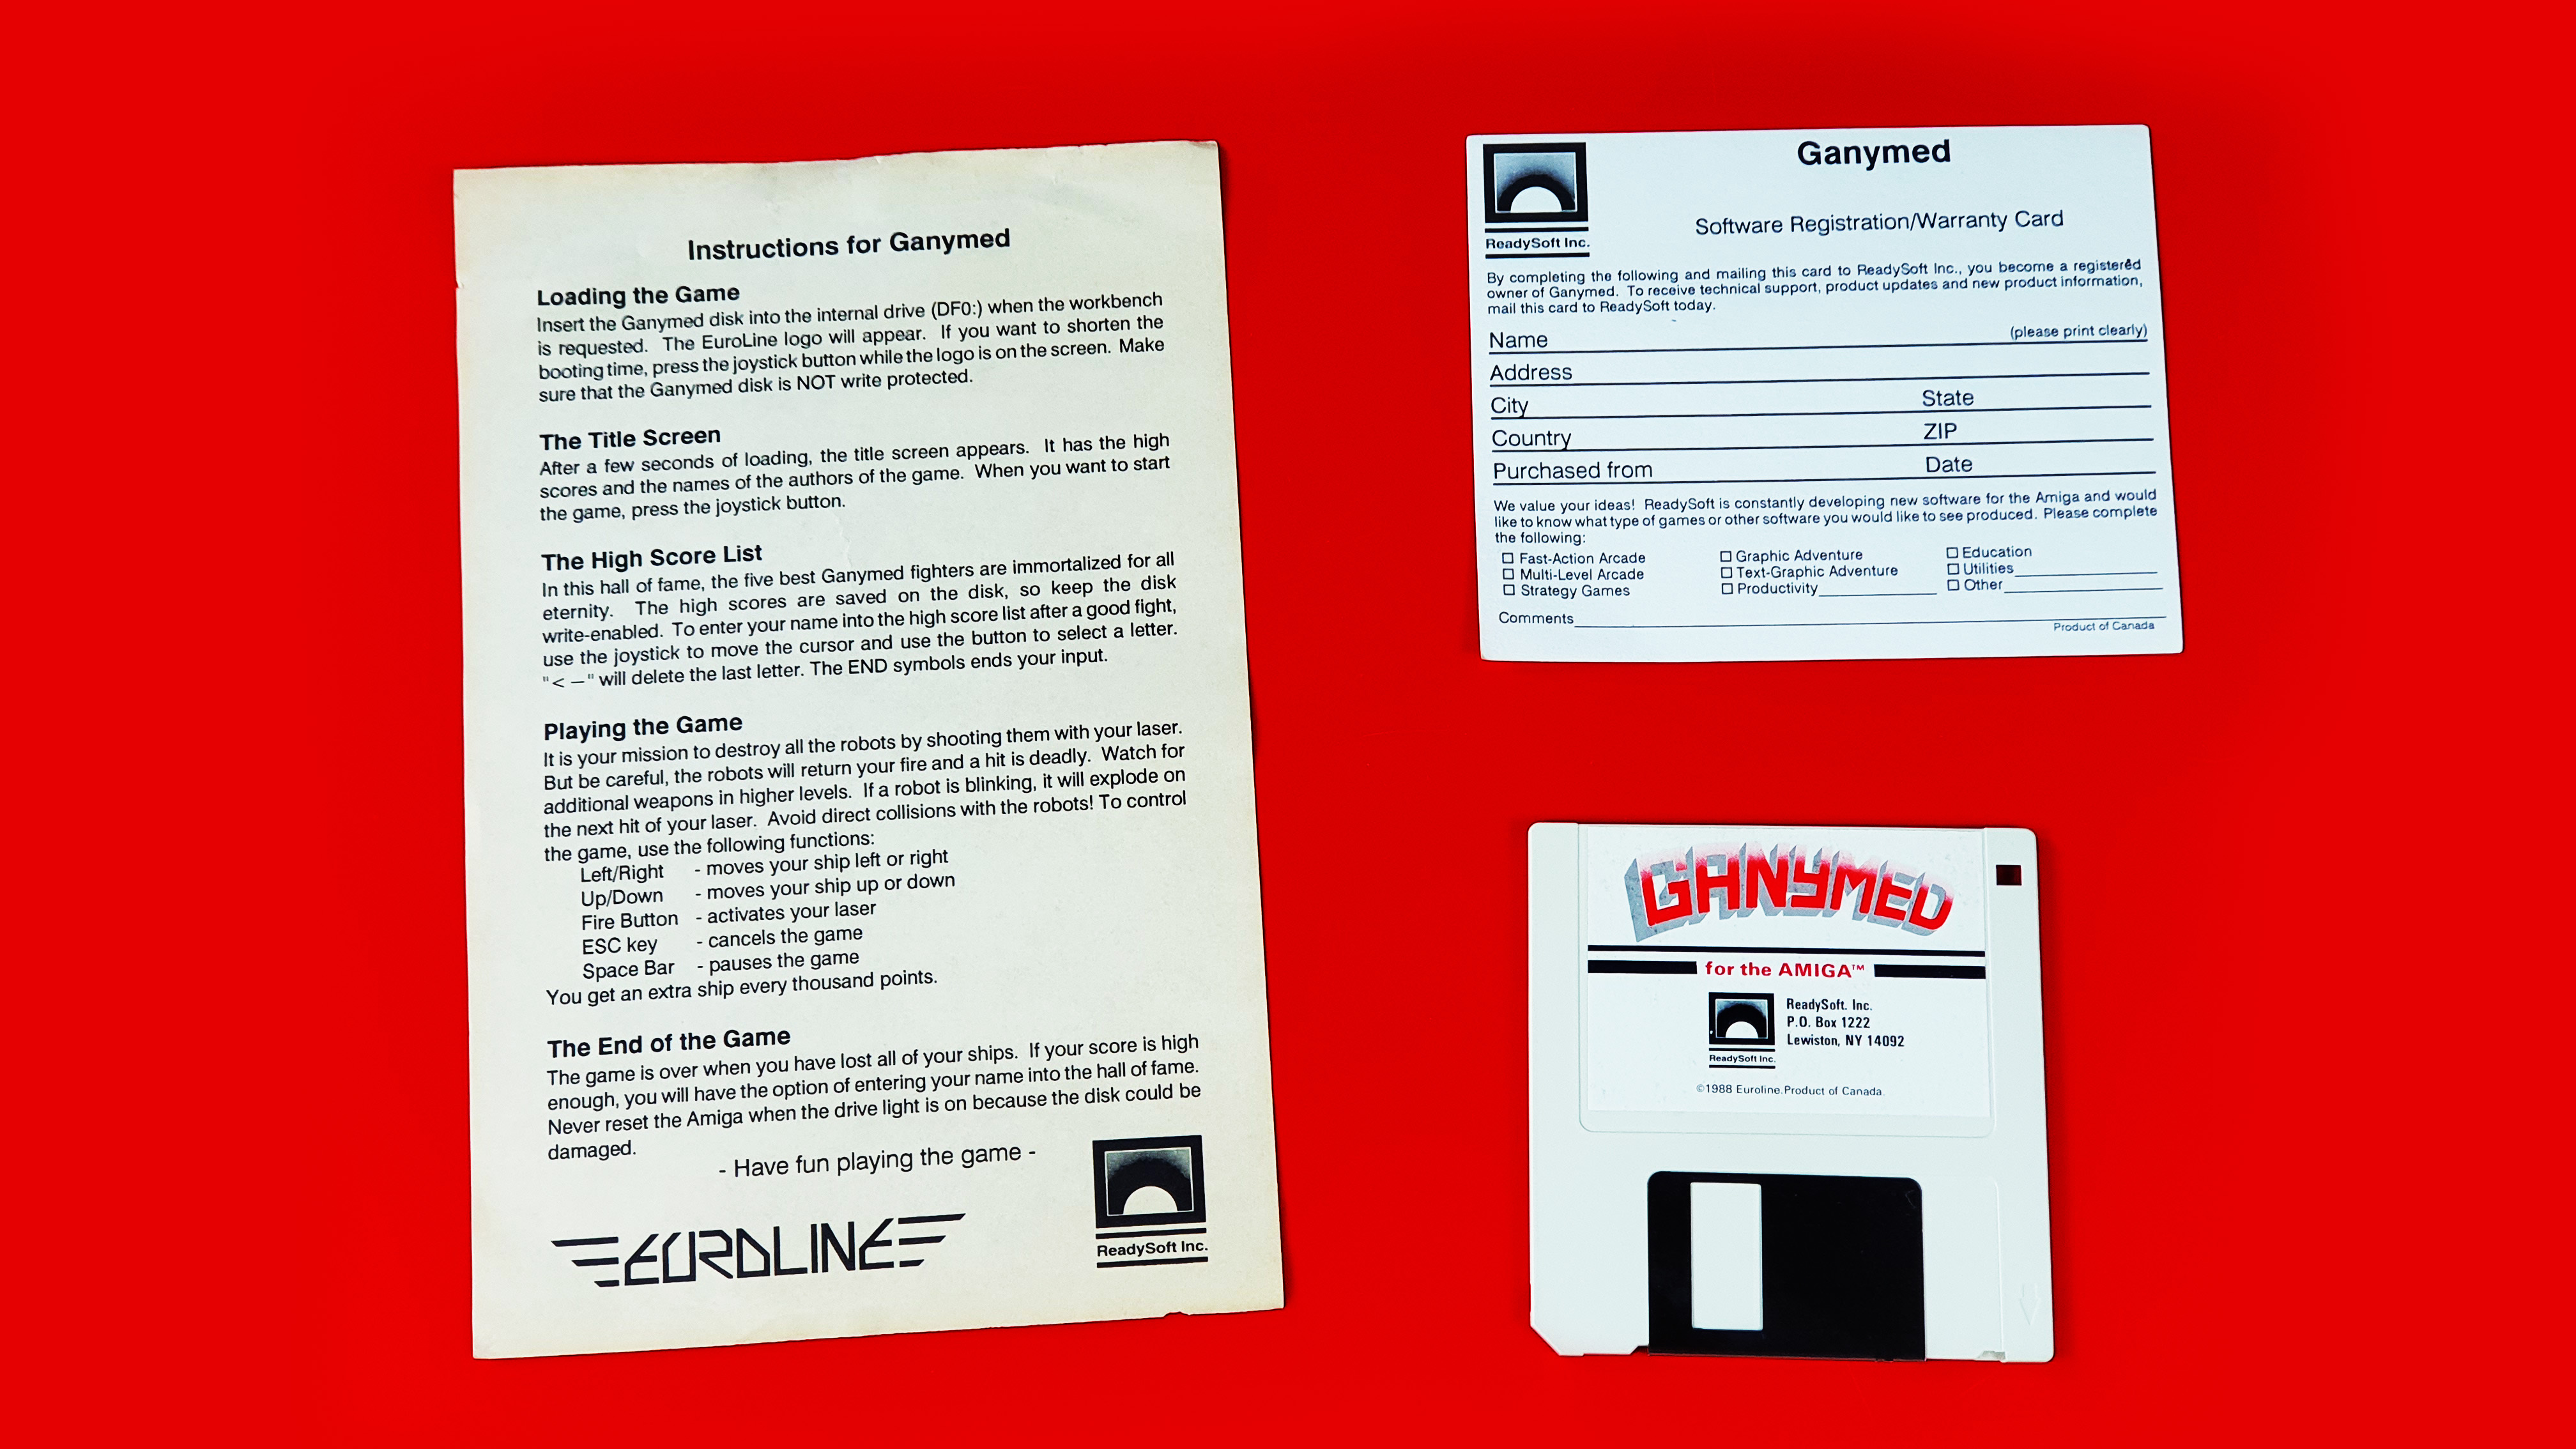 Instructions for Ganymed
Loading the Game
Insert the Ganymed disk into the internal drive (DF0:) when the workbench
is requested. The EuroLine logo will appear. If you want to shorten the
booting time, press the joystick button while the logo is on the screen. Make
sure that the Ganymed disk is NOT write protected.
The Title Screen
After a few seconds of loading, the title screen appears. It has the high
scores and the names of the authors of the game. When you want to start
the game, press the joystick button.
The High Score List
In this hall of fame, the five best Ganymed fighters are immortalized for all
eternity. The high scores are saved on the disk, so keep the disk
write-enabled. To enter your name into the high score list after a good fight,
use the joystick to move the cursor and use the button to select a letter.
"< —" will delete the last letter. The END symbols ends your input.
Playing the Game
It is your mission to destroy all the robots by shooting them with your laser.
But be careful, the robots will return your fire and a hit is deadly. Watch for
additional weapons in higher levels. If a robot is blinking, it will explode on
the next hit of your laser. Avoid direct collisions with the robots! To control
the game, use the following functions:
Left/Right - moves your ship left or right
Up/Down - moves your ship up or down
Fire Button - activates your laser
ESC key - cancels the game
Space Bar - pauses the game
You get an extra ship every thousand points.
The End of the Game
The game is over when you have lost all of your ships. If your score is high
enough, you will have the option of entering your name into the hall of fame.
Never reset the Amiga when the drive light is on because the disk could be
damaged.
- Have fun playing the game -
EUROLINE
ReadySoft Inc.
Ganymed
Software Registration/Warranty Card
ReadySoft Inc.
By completing the following and mailing this card to ReadySoft Inc., you become a registered
owner of Ganymed. To receive technical support, product updates and new product information,
mail this card to ReadySoft today.
Name (please print clearly)
Address
City State
Country ZIP
Purchased from Date
We value your ideas! ReadySoft is constantly developing new software for the Amiga and would
like to know what type of games or other software you would like to see produced. Please complete
the following:
Fast-Action Arcade Graphic Adventure Education
Multi-Level Arcade Text-Graphic Adventure Utilities
Strategy Games Productivity Other
Comments
Product of Canada
GANYMED
for the AMIGA™
ReadySoft. Inc.
P.O. Box 1222
Lewiston, NY 14092
ReadySoft Inc.
©1988 Euroline.Product of Canada